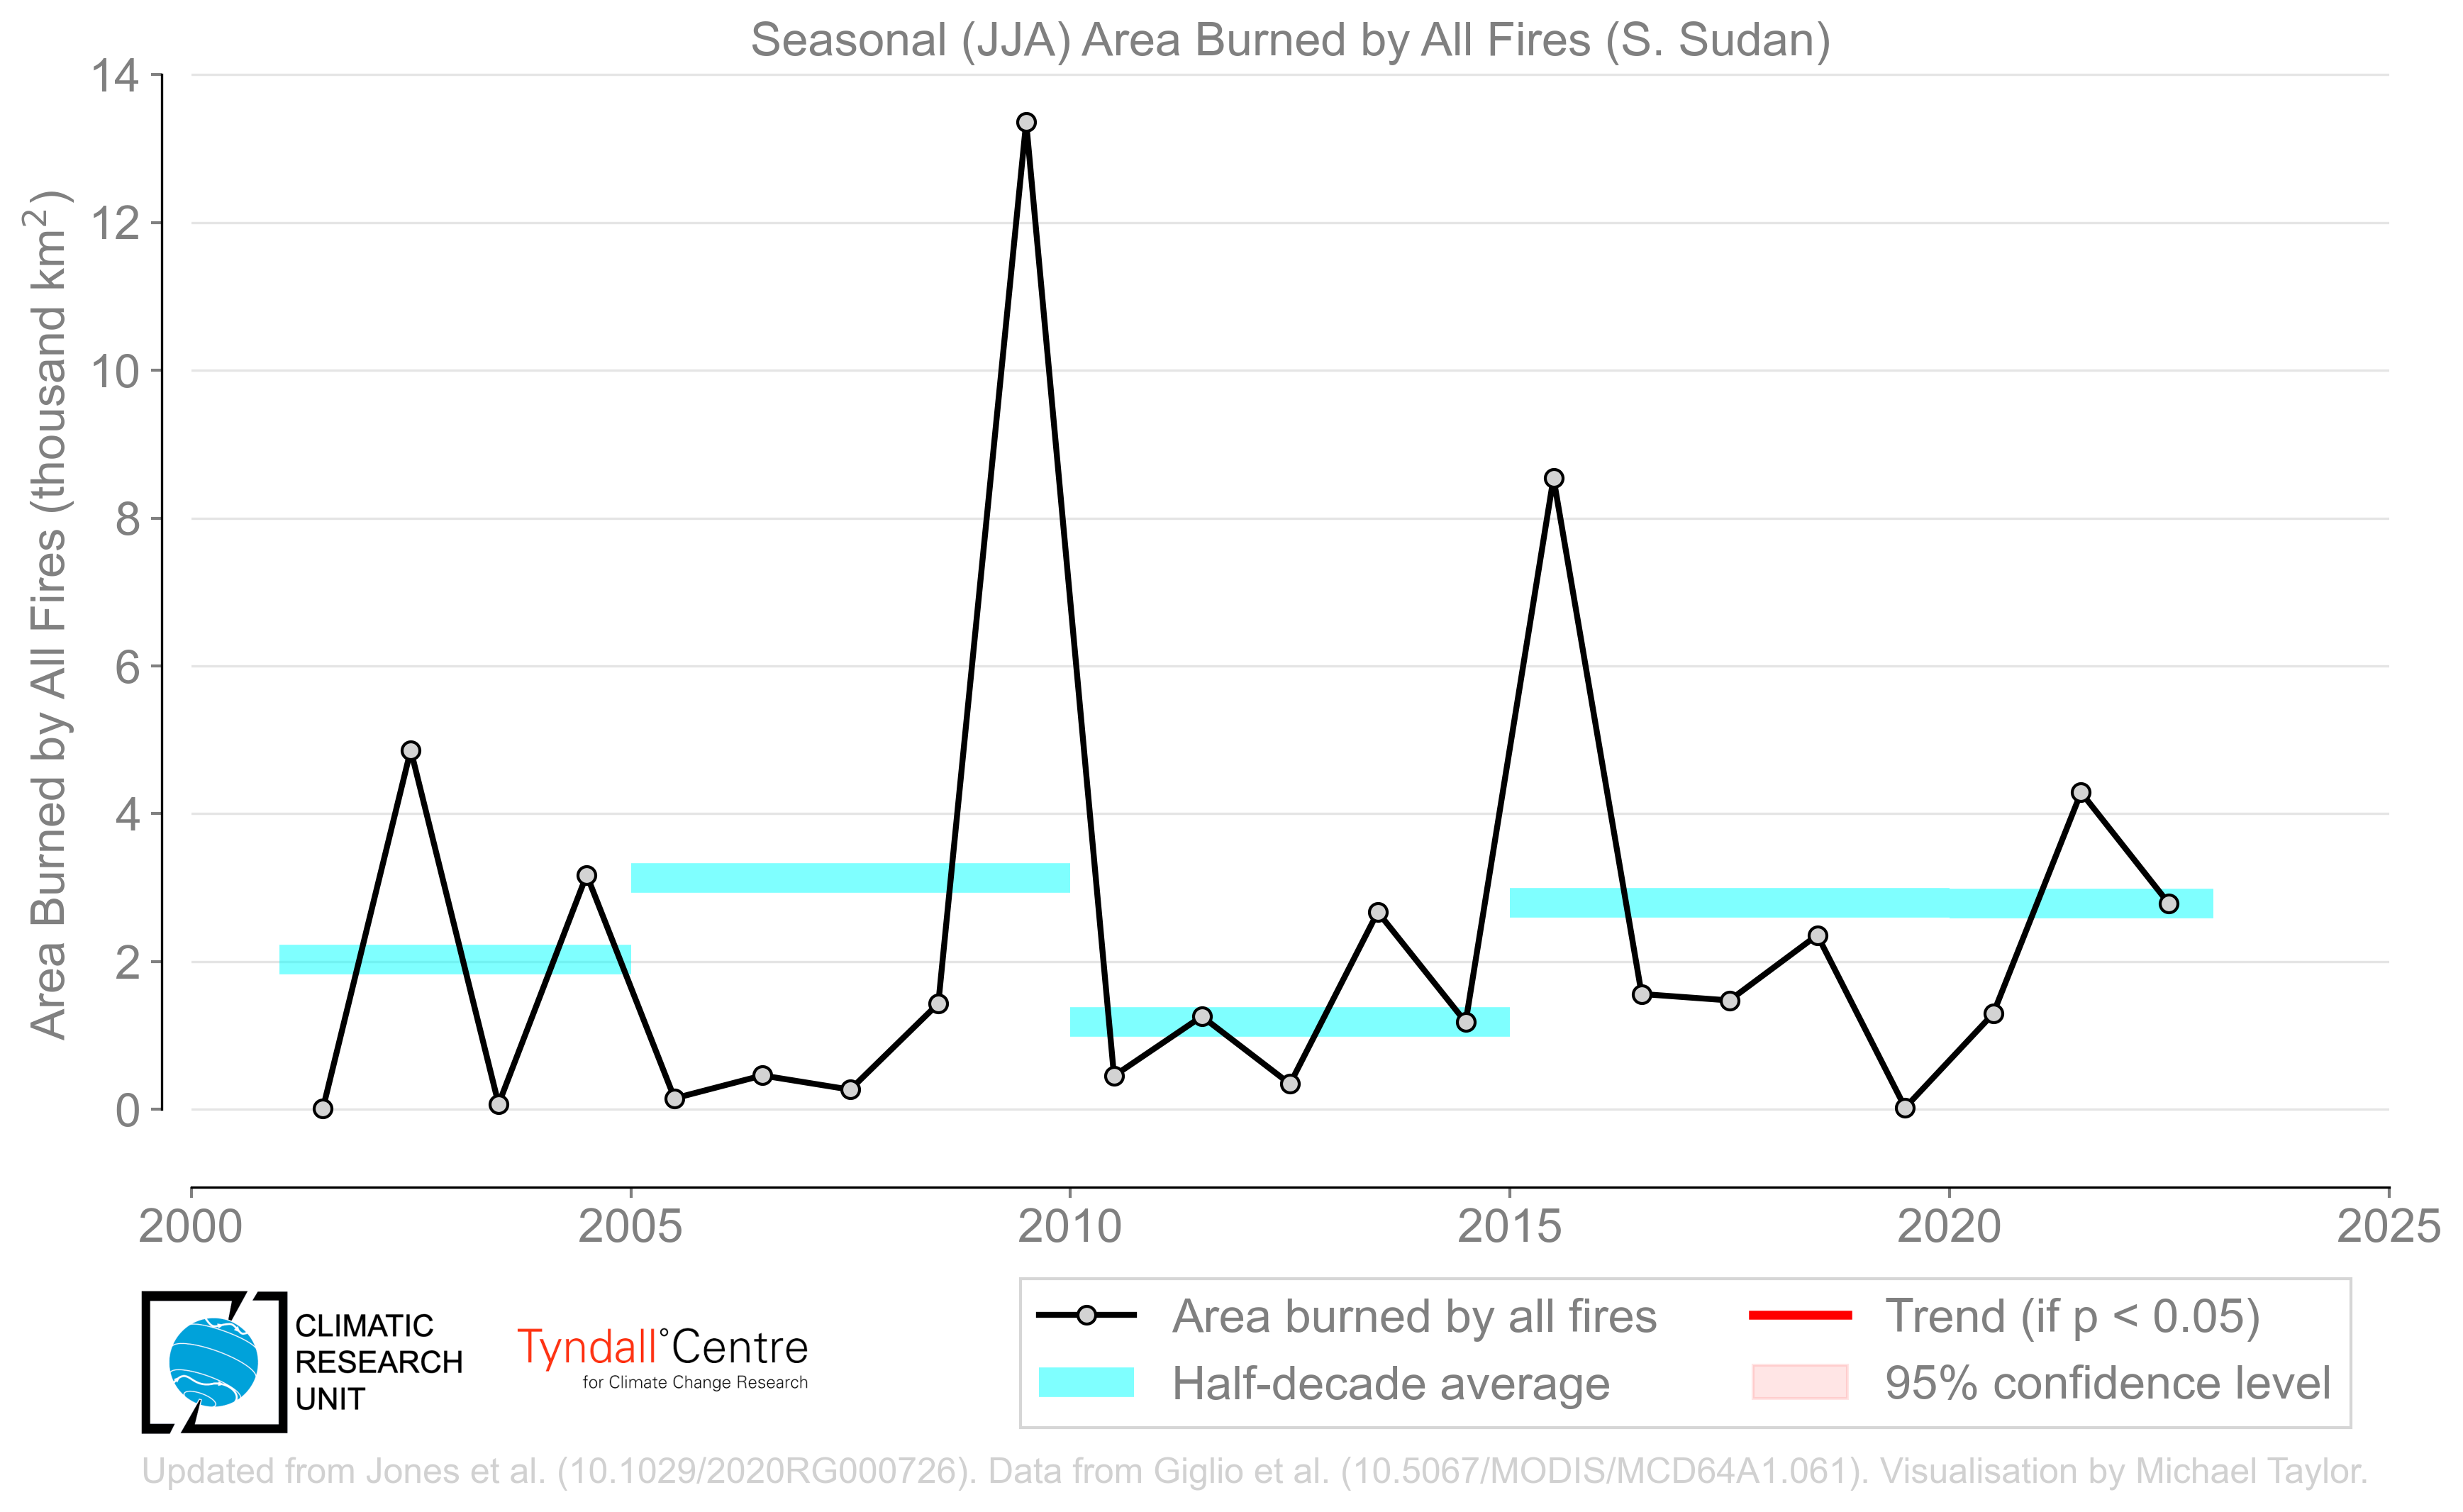 Seasonal (JJA) Area Burned by All Fires (S. Sudan)
Area Burned by All Fires (thousand km²)
14
12
10
8
6
4
2
0
2000 2005 2010 2015 2020 2025
CLIMATIC
RESEARCH
UNIT
Tyndall°Centre
for Climate Change Research
Area burned by all fires
Half-decade average
Trend (if p < 0.05)
95% confidence level
Updated from Jones et al. (10.1029/2020RG000726). Data from Giglio et al. (10.5067/MODIS/MCD64A1.061). Visualisation by Michael Taylor.